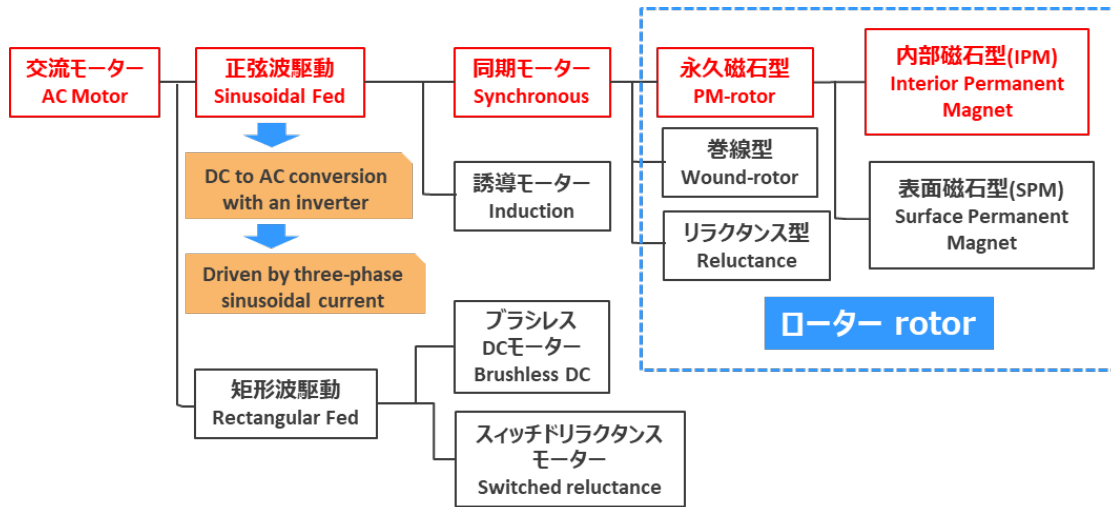 交流モーター
AC Motor
正弦波駆動
Sinusoidal Fed
同期モーター
Synchronous
永久磁石型
PM-rotor
内部磁石型(IPM)
Interior Permanent
Magnet
DC to AC conversion
with an inverter
誘導モーター
Induction
巻線型
Wound-rotor
表面磁石型(SPM)
Surface Permanent
Magnet
リラクタンス型
Reluctance
Driven by three-phase
sinusoidal current
ローター rotor
ブラシレス
DCモーター
Brushless DC
矩形波駆動
Rectangular Fed
スィッチドリラクタンス
モーター
Switched reluctance